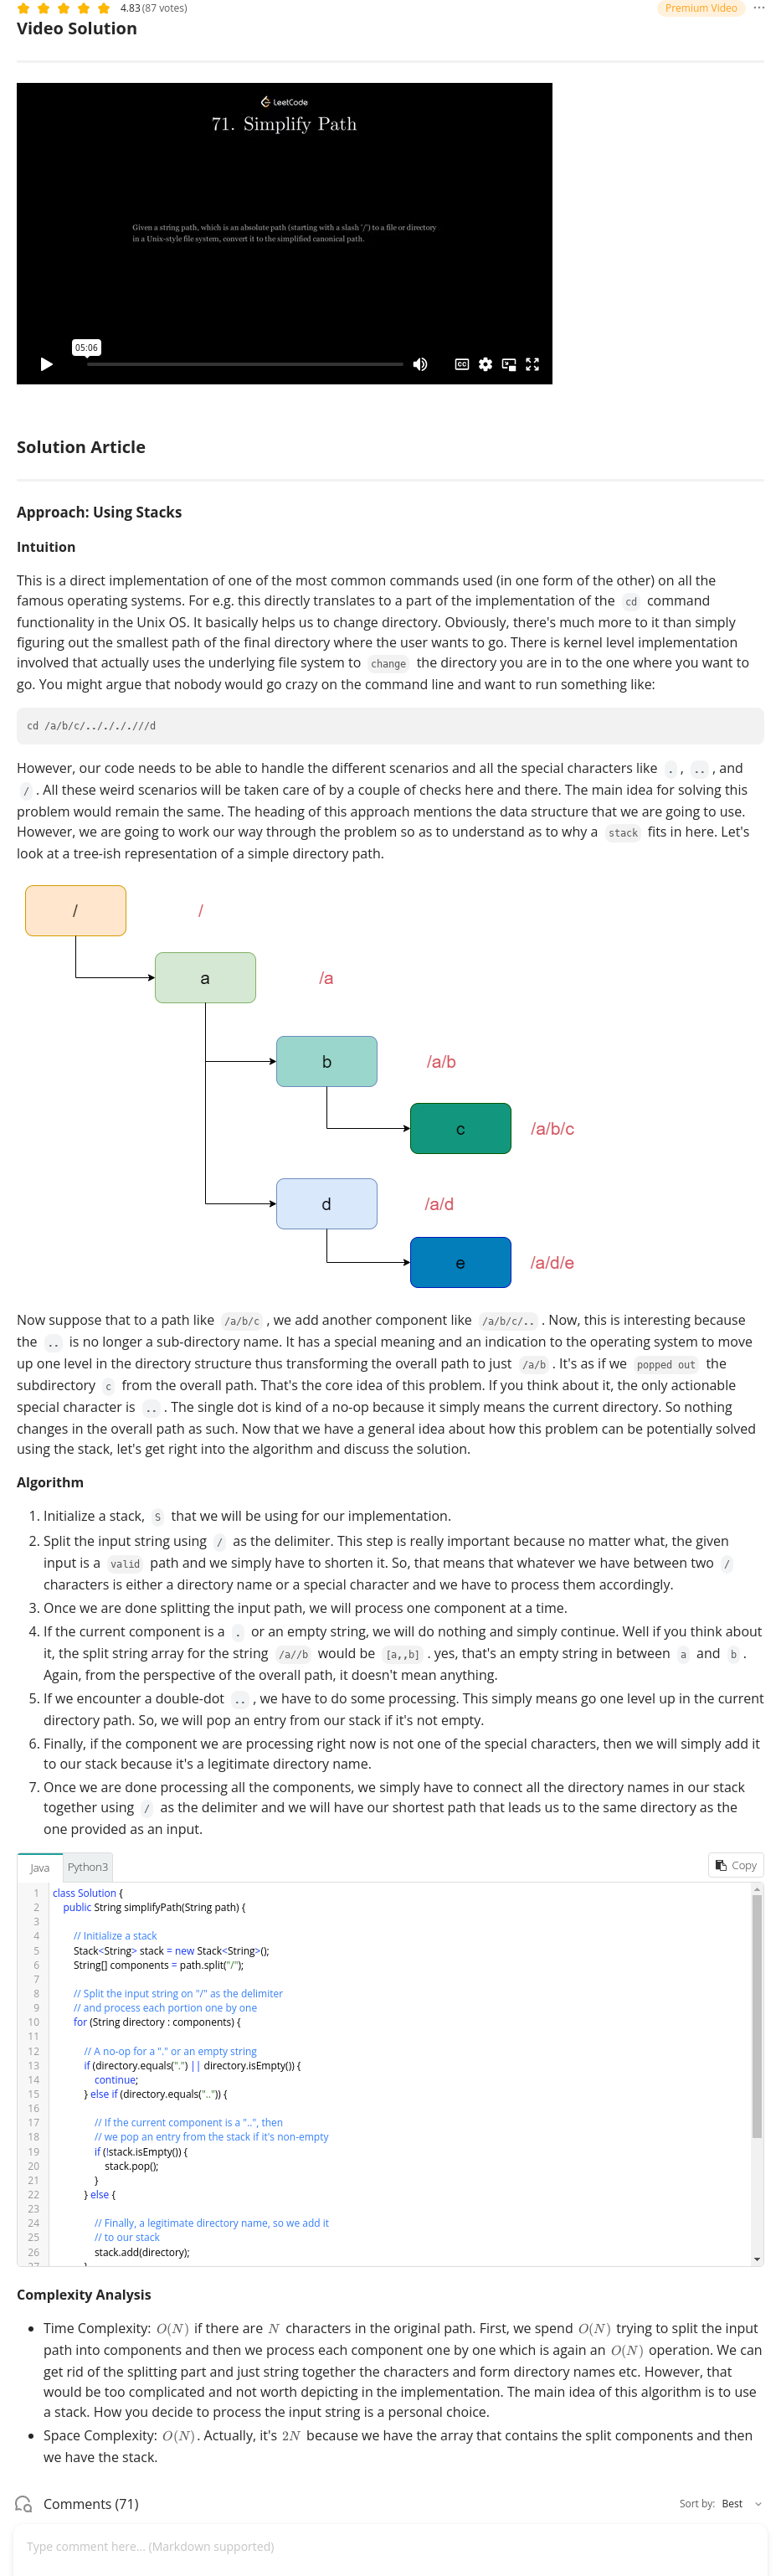 4.83 (87 votes)
Premium Video
Video Solution
LeetCode
71. Simplify Path
Given a string path, which is an absolute path (starting with a slash '/') to a file or directory
in a Unix-style file system, convert it to the simplified canonical path.
05:06
CC
Solution Article
Approach: Using Stacks
Intuition
This is a direct implementation of one of the most common commands used (in one form of the other) on all the
famous operating systems. For e.g. this directly translates to a part of the implementation of the cd command
functionality in the Unix OS. It basically helps us to change directory. Obviously, there's much more to it than simply
figuring out the smallest path of the final directory where the user wants to go. There is kernel level implementation
involved that actually uses the underlying file system to change the directory you are in to the one where you want to
go. You might argue that nobody would go crazy on the command line and want to run something like:
cd /a/b/c/.././././//d
However, our code needs to be able to handle the different scenarios and all the special characters like . , .. , and
/ . All these weird scenarios will be taken care of by a couple of checks here and there. The main idea for solving this
problem would remain the same. The heading of this approach mentions the data structure that we are going to use.
However, we are going to work our way through the problem so as to understand as to why a stack fits in here. Let's
look at a tree-ish representation of a simple directory path.
/ /
a /a
b /a/b
c /a/b/c
d /a/d
e /a/d/e
Now suppose that to a path like /a/b/c , we add another component like /a/b/c/.. . Now, this is interesting because
the .. is no longer a sub-directory name. It has a special meaning and an indication to the operating system to move
up one level in the directory structure thus transforming the overall path to just /a/b . It's as if we popped out the
subdirectory c from the overall path. That's the core idea of this problem. If you think about it, the only actionable
special character is .. . The single dot is kind of a no-op because it simply means the current directory. So nothing
changes in the overall path as such. Now that we have a general idea about how this problem can be potentially solved
using the stack, let's get right into the algorithm and discuss the solution.
Algorithm
1. Initialize a stack, S that we will be using for our implementation.
2. Split the input string using / as the delimiter. This step is really important because no matter what, the given
input is a valid path and we simply have to shorten it. So, that means that whatever we have between two /
characters is either a directory name or a special character and we have to process them accordingly.
3. Once we are done splitting the input path, we will process one component at a time.
4. If the current component is a . or an empty string, we will do nothing and simply continue. Well if you think about
it, the split string array for the string /a//b would be [a,,b] . yes, that's an empty string in between a and b .
Again, from the perspective of the overall path, it doesn't mean anything.
5. If we encounter a double-dot .. , we have to do some processing. This simply means go one level up in the current
directory path. So, we will pop an entry from our stack if it's not empty.
6. Finally, if the component we are processing right now is not one of the special characters, then we will simply add it
to our stack because it's a legitimate directory name.
7. Once we are done processing all the components, we simply have to connect all the directory names in our stack
together using / as the delimiter and we will have our shortest path that leads us to the same directory as the
one provided as an input.
Java Python3 Copy
1 class Solution {
2 public String simplifyPath(String path) {
3
4 // Initialize a stack
5 Stack<String> stack = new Stack<String>();
6 String[] components = path.split("/");
7
8 // Split the input string on "/" as the delimiter
9 // and process each portion one by one
10 for (String directory : components) {
11
12 // A no-op for a "." or an empty string
13 if (directory.equals(".") || directory.isEmpty()) {
14 continue;
15 } else if (directory.equals("..")) {
16
17 // If the current component is a "..", then
18 // we pop an entry from the stack if it's non-empty
19 if (!stack.isEmpty()) {
20 stack.pop();
21 }
22 } else {
23
24 // Finally, a legitimate directory name, so we add it
25 // to our stack
26 stack.add(directory);
27 }
Complexity Analysis
• Time Complexity: O(N) if there are N characters in the original path. First, we spend O(N) trying to split the input
path into components and then we process each component one by one which is again an O(N) operation. We can
get rid of the splitting part and just string together the characters and form directory names etc. However, that
would be too complicated and not worth depicting in the implementation. The main idea of this algorithm is to use
a stack. How you decide to process the input string is a personal choice.
• Space Complexity: O(N). Actually, it's 2N because we have the array that contains the split components and then
we have the stack.
Comments (71)
Sort by: Best
Type comment here... (Markdown supported)